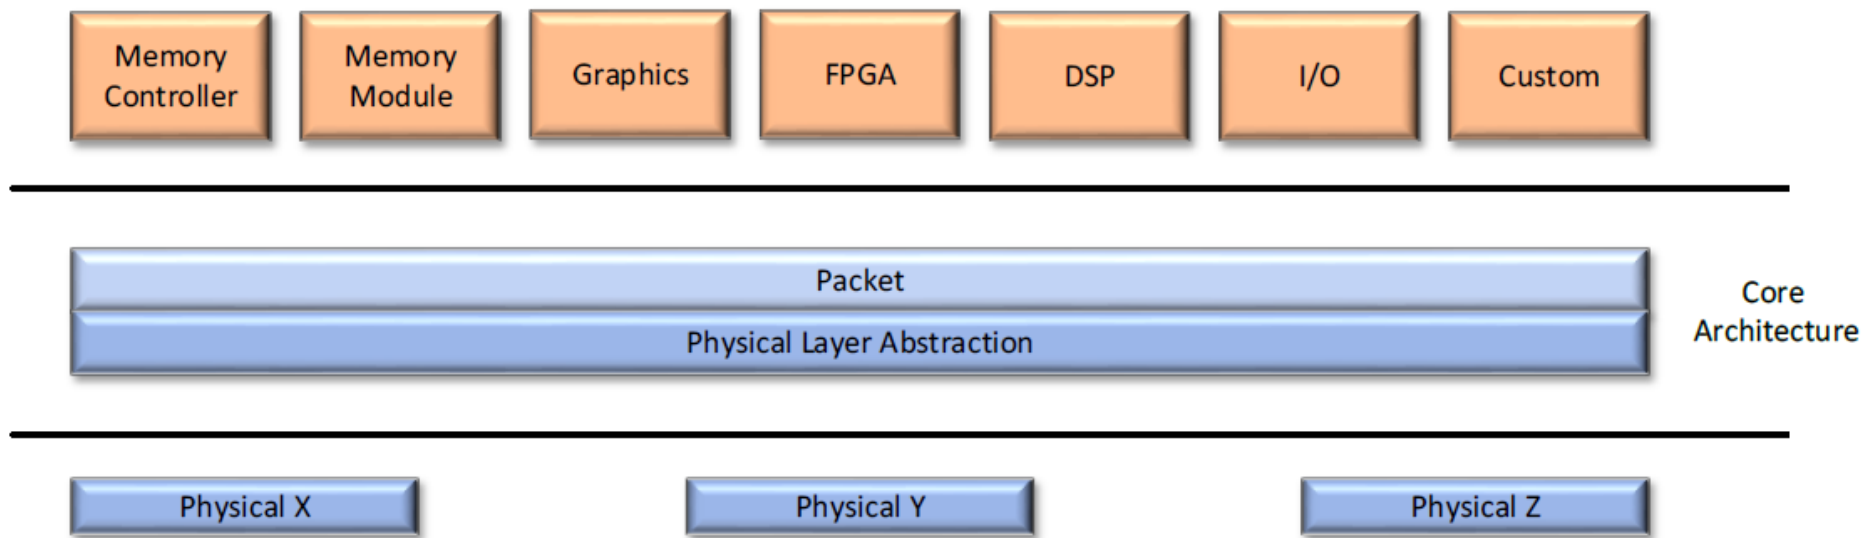 Memory
Controller
Memory
Module
Graphics
FPGA
DSP
I/O
Custom
Packet
Physical Layer Abstraction
Core
Architecture
Physical X
Physical Y
Physical Z